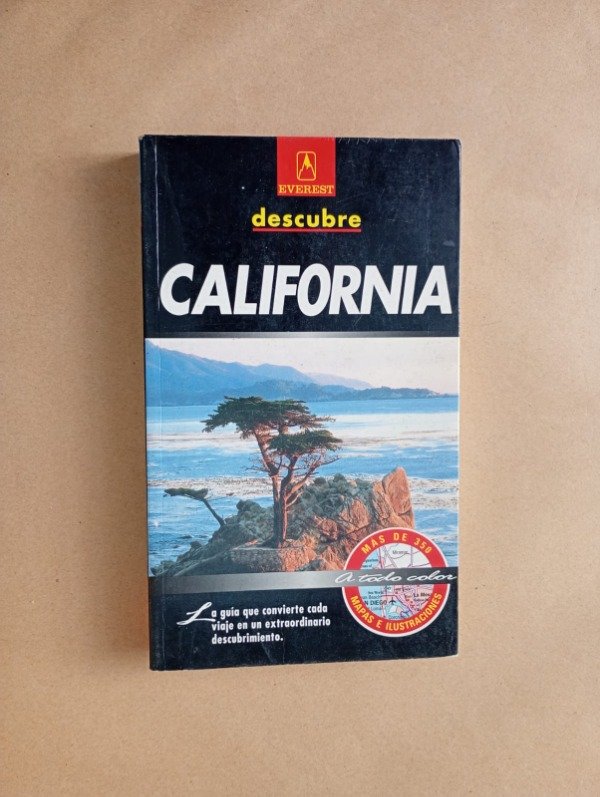 EVEREST
descubre
CALIFORNIA
La guía que convierte cada
viaje en un extraordinario
descubrimiento.
MÁS DE 350
A todo color
MAPAS E ILUSTRACIONES